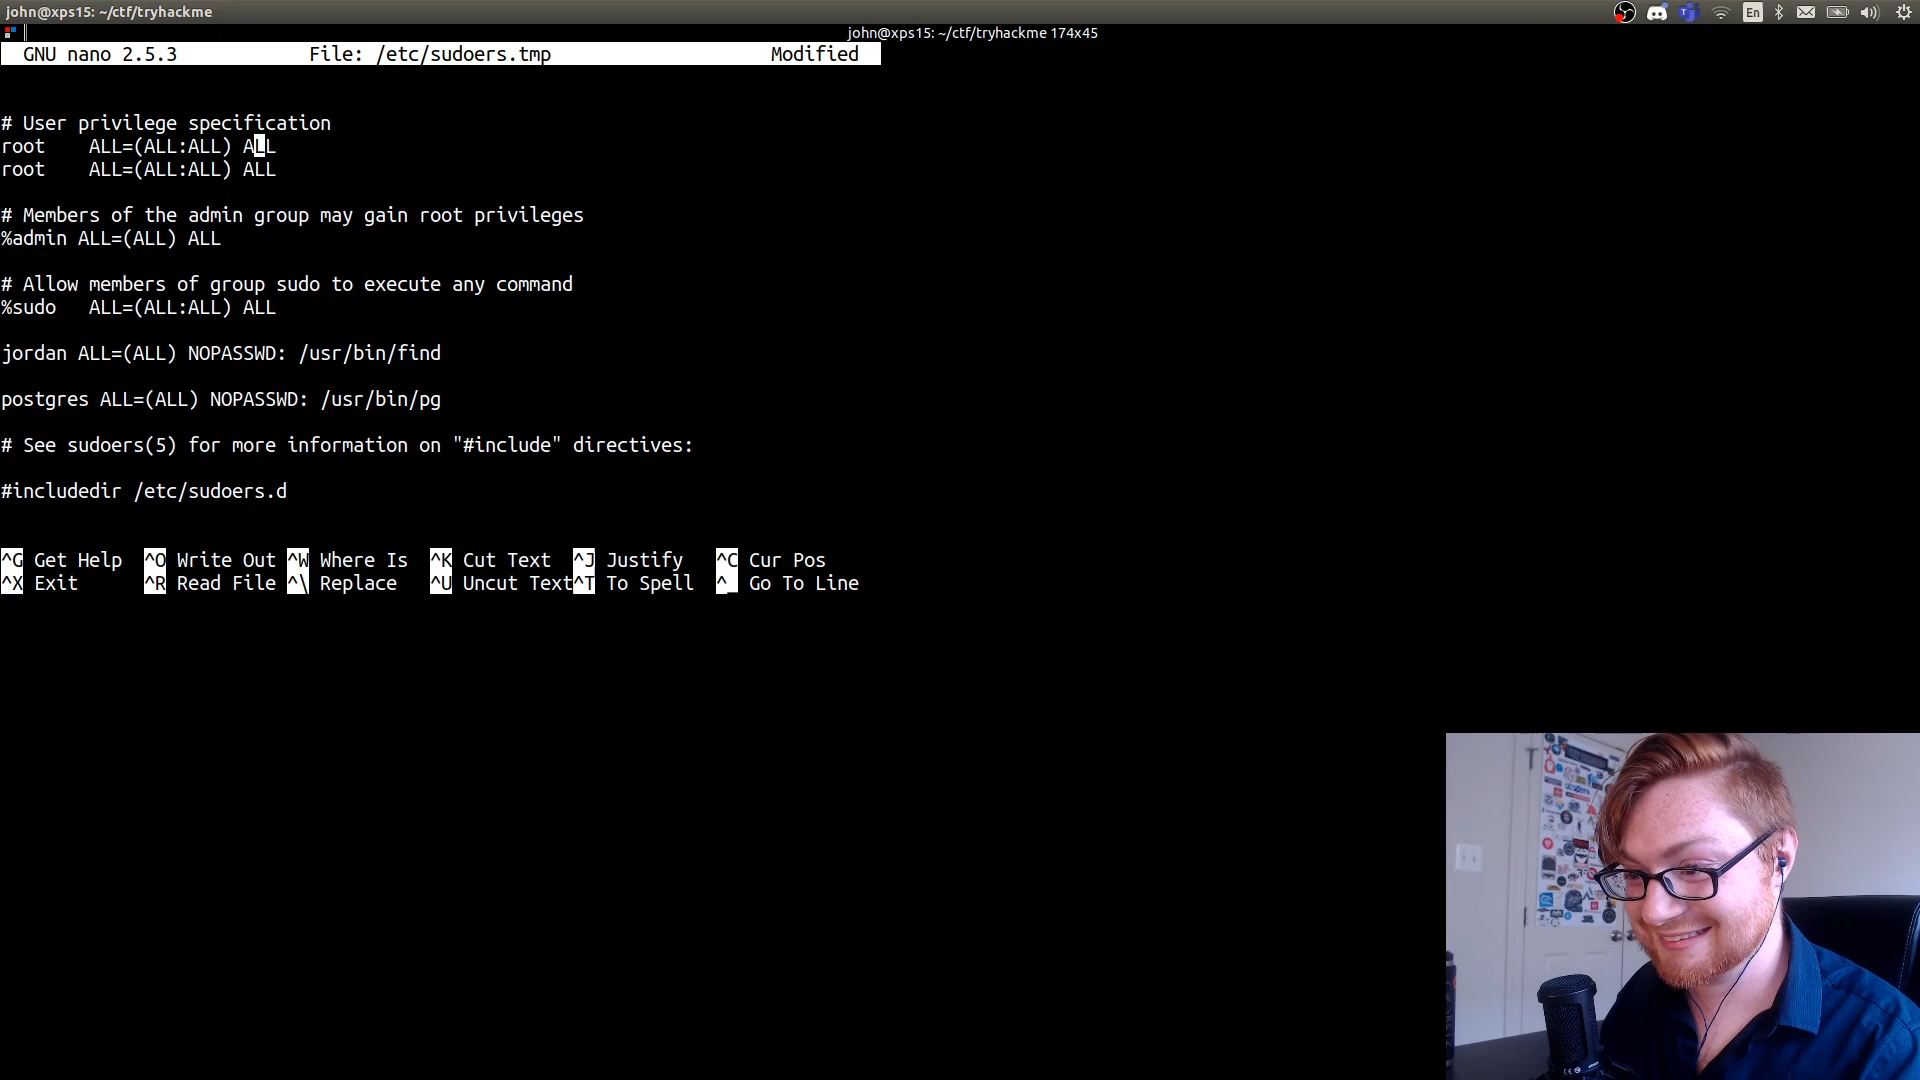 john@xps15: ~/ctf/tryhackme
En
john@xps15: ~/ctf/tryhackme 174x45
GNU nano 2.5.3 File: /etc/sudoers.tmp Modified
# User privilege specification
root ALL=(ALL:ALL) ALL
root ALL=(ALL:ALL) ALL
# Members of the admin group may gain root privileges
%admin ALL=(ALL) ALL
# Allow members of group sudo to execute any command
%sudo ALL=(ALL:ALL) ALL
jordan ALL=(ALL) NOPASSWD: /usr/bin/find
postgres ALL=(ALL) NOPASSWD: /usr/bin/pg
# See sudoers(5) for more information on "#include" directives:
#includedir /etc/sudoers.d
^G Get Help ^O Write Out ^W Where Is ^K Cut Text ^J Justify ^C Cur Pos
^X Exit ^R Read File ^\ Replace ^U Uncut Text ^T To Spell ^_ Go To Line